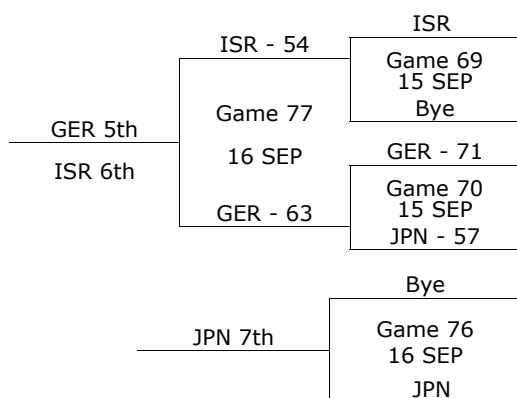 ISR
ISR - 54
Game 69
15 SEP
Bye
Game 77
GER 5th
16 SEP
GER - 71
ISR 6th
Game 70
15 SEP
GER - 63
JPN - 57
Bye
JPN 7th
Game 76
16 SEP
JPN